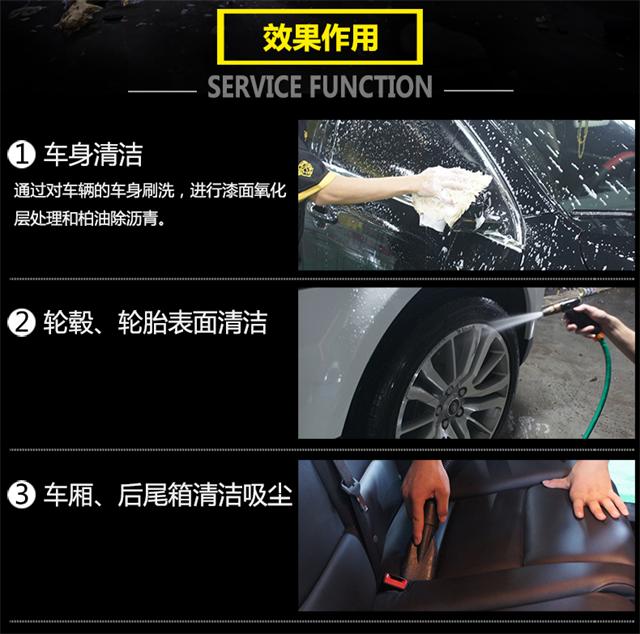 效果作用
SERVICE FUNCTION
1 车身清洁
通过对车辆的车身刷洗，进行漆面氧化
层处理和柏油除沥青。
2 轮毂、轮胎表面清洁
3 车厢、后尾箱清洁吸尘